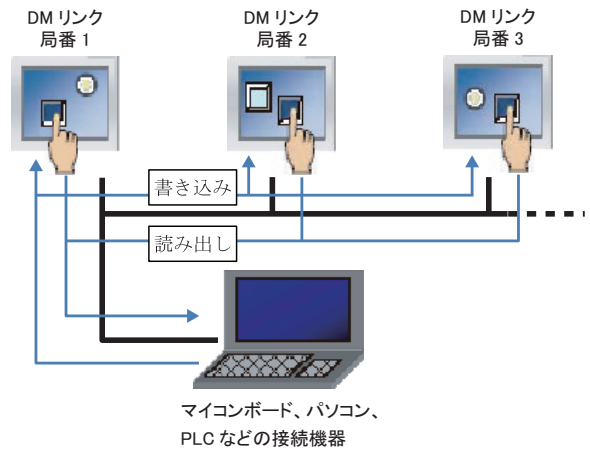 DM リンク
局番 1
DM リンク
局番 2
DM リンク
局番 3
書き込み
読み出し
マイコンボード、パソコン、
PLC などの接続機器